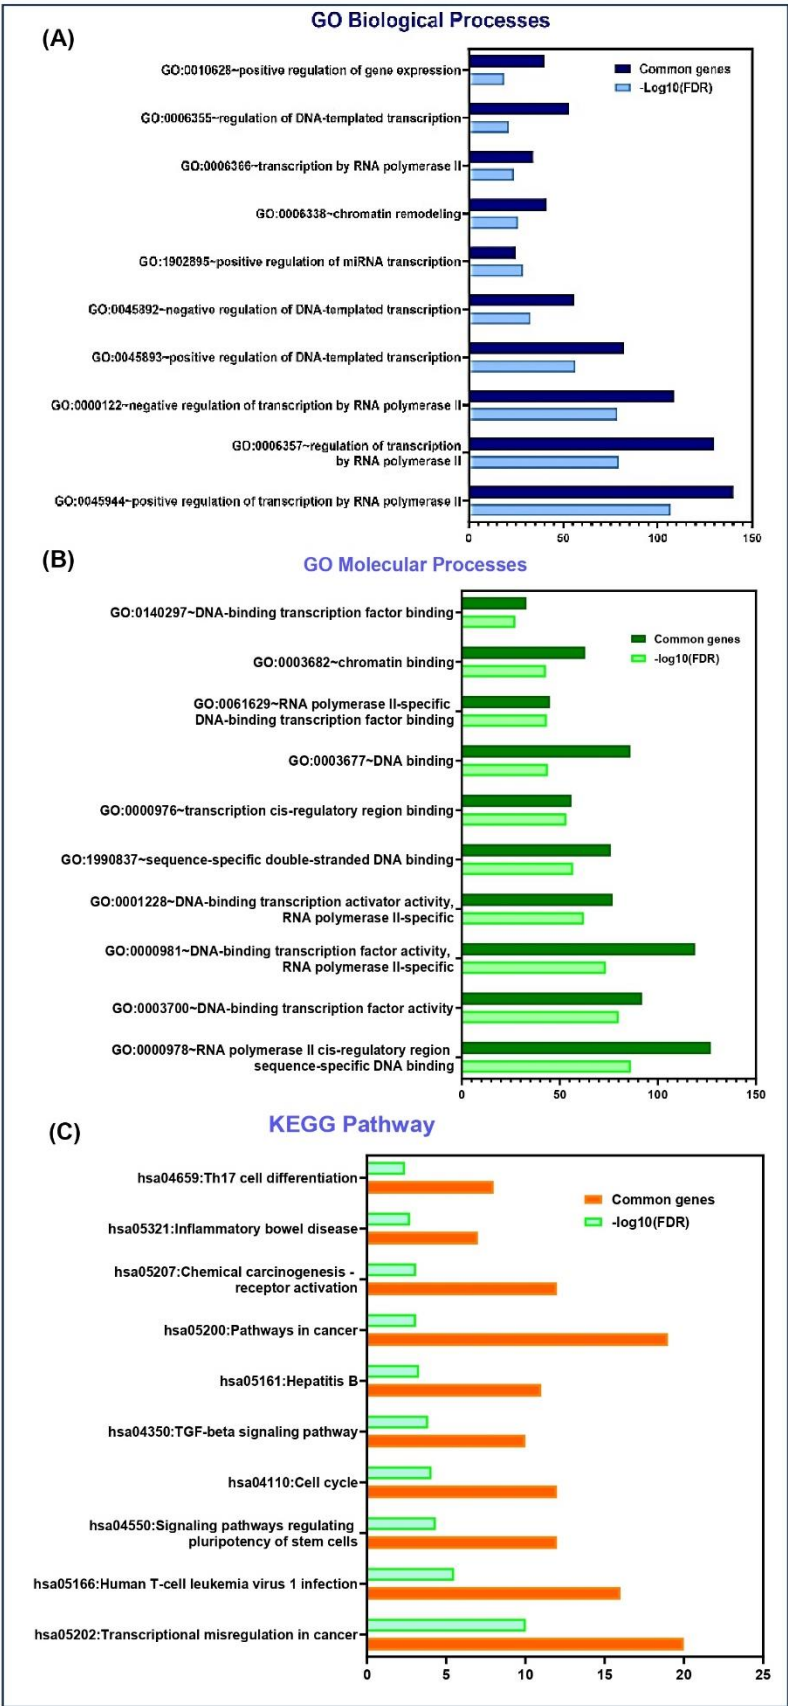 (A)
GO Biological Processes
GO:0010628~positive regulation of gene expression
GO:0006355~regulation of DNA-templated transcription
GO:0006366~transcription by RNA polymerase II
GO:0006338~chromatin remodeling
GO:1902895~positive regulation of miRNA transcription
GO:0045892~negative regulation of DNA-templated transcription
GO:0045893~positive regulation of DNA-templated transcription
GO:0000122~negative regulation of transcription by RNA polymerase II
GO:0006357~regulation of transcription
by RNA polymerase II
GO:0045944~positive regulation of transcription by RNA polymerase II
Common genes
-Log10(FDR)
0 50 100 150
(B)
GO Molecular Processes
GO:0140297~DNA-binding transcription factor binding
GO:0003682~chromatin binding
GO:0061629~RNA polymerase II-specific
DNA-binding transcription factor binding
GO:0003677~DNA binding
GO:0000976~transcription cis-regulatory region binding
GO:1990837~sequence-specific double-stranded DNA binding
GO:0001228~DNA-binding transcription activator activity,
RNA polymerase II-specific
GO:0000981~DNA-binding transcription factor activity,
RNA polymerase II-specific
GO:0003700~DNA-binding transcription factor activity
GO:0000978~RNA polymerase II cis-regulatory region
sequence-specific DNA binding
Common genes
-log10(FDR)
0 50 100 150
(C)
KEGG Pathway
hsa04659:Th17 cell differentiation
hsa05321:Inflammatory bowel disease
hsa05207:Chemical carcinogenesis -
receptor activation
hsa05200:Pathways in cancer
hsa05161:Hepatitis B
hsa04350:TGF-beta signaling pathway
hsa04110:Cell cycle
hsa04550:Signaling pathways regulating
pluripotency of stem cells
hsa05166:Human T-cell leukemia virus 1 infection
hsa05202:Transcriptional misregulation in cancer
Common genes
-log10(FDR)
0 5 10 15 20 25